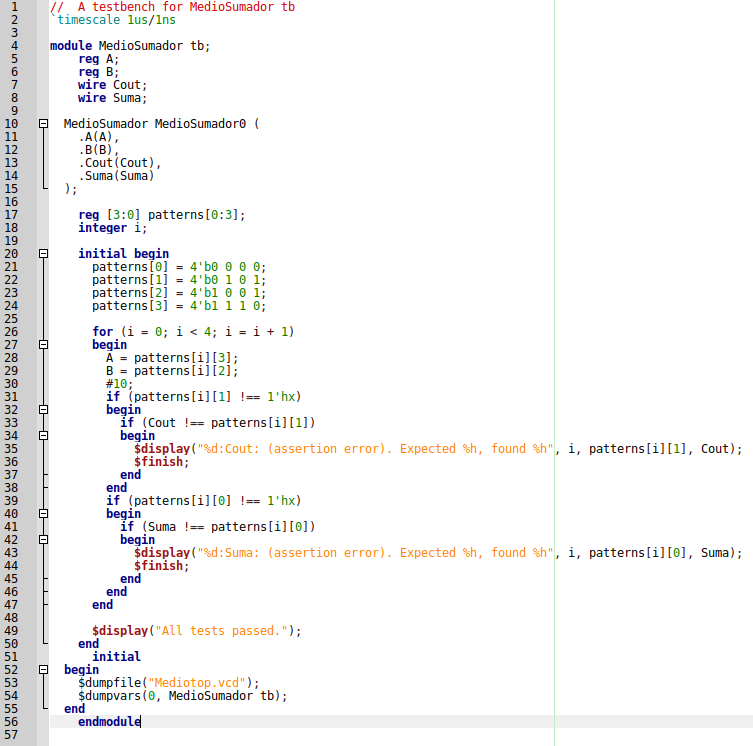 1 //  A testbench for MedioSumador tb
2 `timescale 1us/1ns
3
4 module MedioSumador tb;
5     reg A;
6     reg B;
7     wire Cout;
8     wire Suma;
9
10   MedioSumador MedioSumador0 (
11     .A(A),
12     .B(B),
13     .Cout(Cout),
14     .Suma(Suma)
15   );
16
17     reg [3:0] patterns[0:3];
18     integer i;
19
20     initial begin
21       patterns[0] = 4'b0 0 0 0;
22       patterns[1] = 4'b0 1 0 1;
23       patterns[2] = 4'b1 0 0 1;
24       patterns[3] = 4'b1 1 1 0;
25
26       for (i = 0; i < 4; i = i + 1)
27       begin
28         A = patterns[i][3];
29         B = patterns[i][2];
30         #10;
31         if (patterns[i][1] !== 1'hx)
32         begin
33           if (Cout !== patterns[i][1])
34           begin
35             $display("%d:Cout: (assertion error). Expected %h, found %h", i, patterns[i][1], Cout);
36             $finish;
37           end
38         end
39         if (patterns[i][0] !== 1'hx)
40         begin
41           if (Suma !== patterns[i][0])
42           begin
43             $display("%d:Suma: (assertion error). Expected %h, found %h", i, patterns[i][0], Suma);
44             $finish;
45           end
46         end
47       end
48
49       $display("All tests passed.");
50     end
51       initial
52   begin
53     $dumpfile("Mediotop.vcd");
54     $dumpvars(0, MedioSumador tb);
55   end
56     endmodule
57